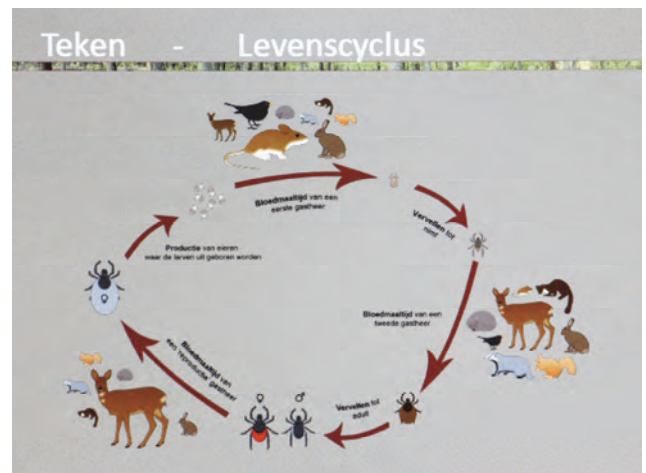 Teken - Levenscyclus
Bloedmaaltijd van een
eerste gastheer
Vervellen tot
nimf
Productie van eieren
waar de larven uit geboren worden
Bloedmaaltijd van een
tweede gastheer
Bloedmaaltijd van
een 'reproductie' gastheer
Vervellen tot
adult
♀ ♂
♀